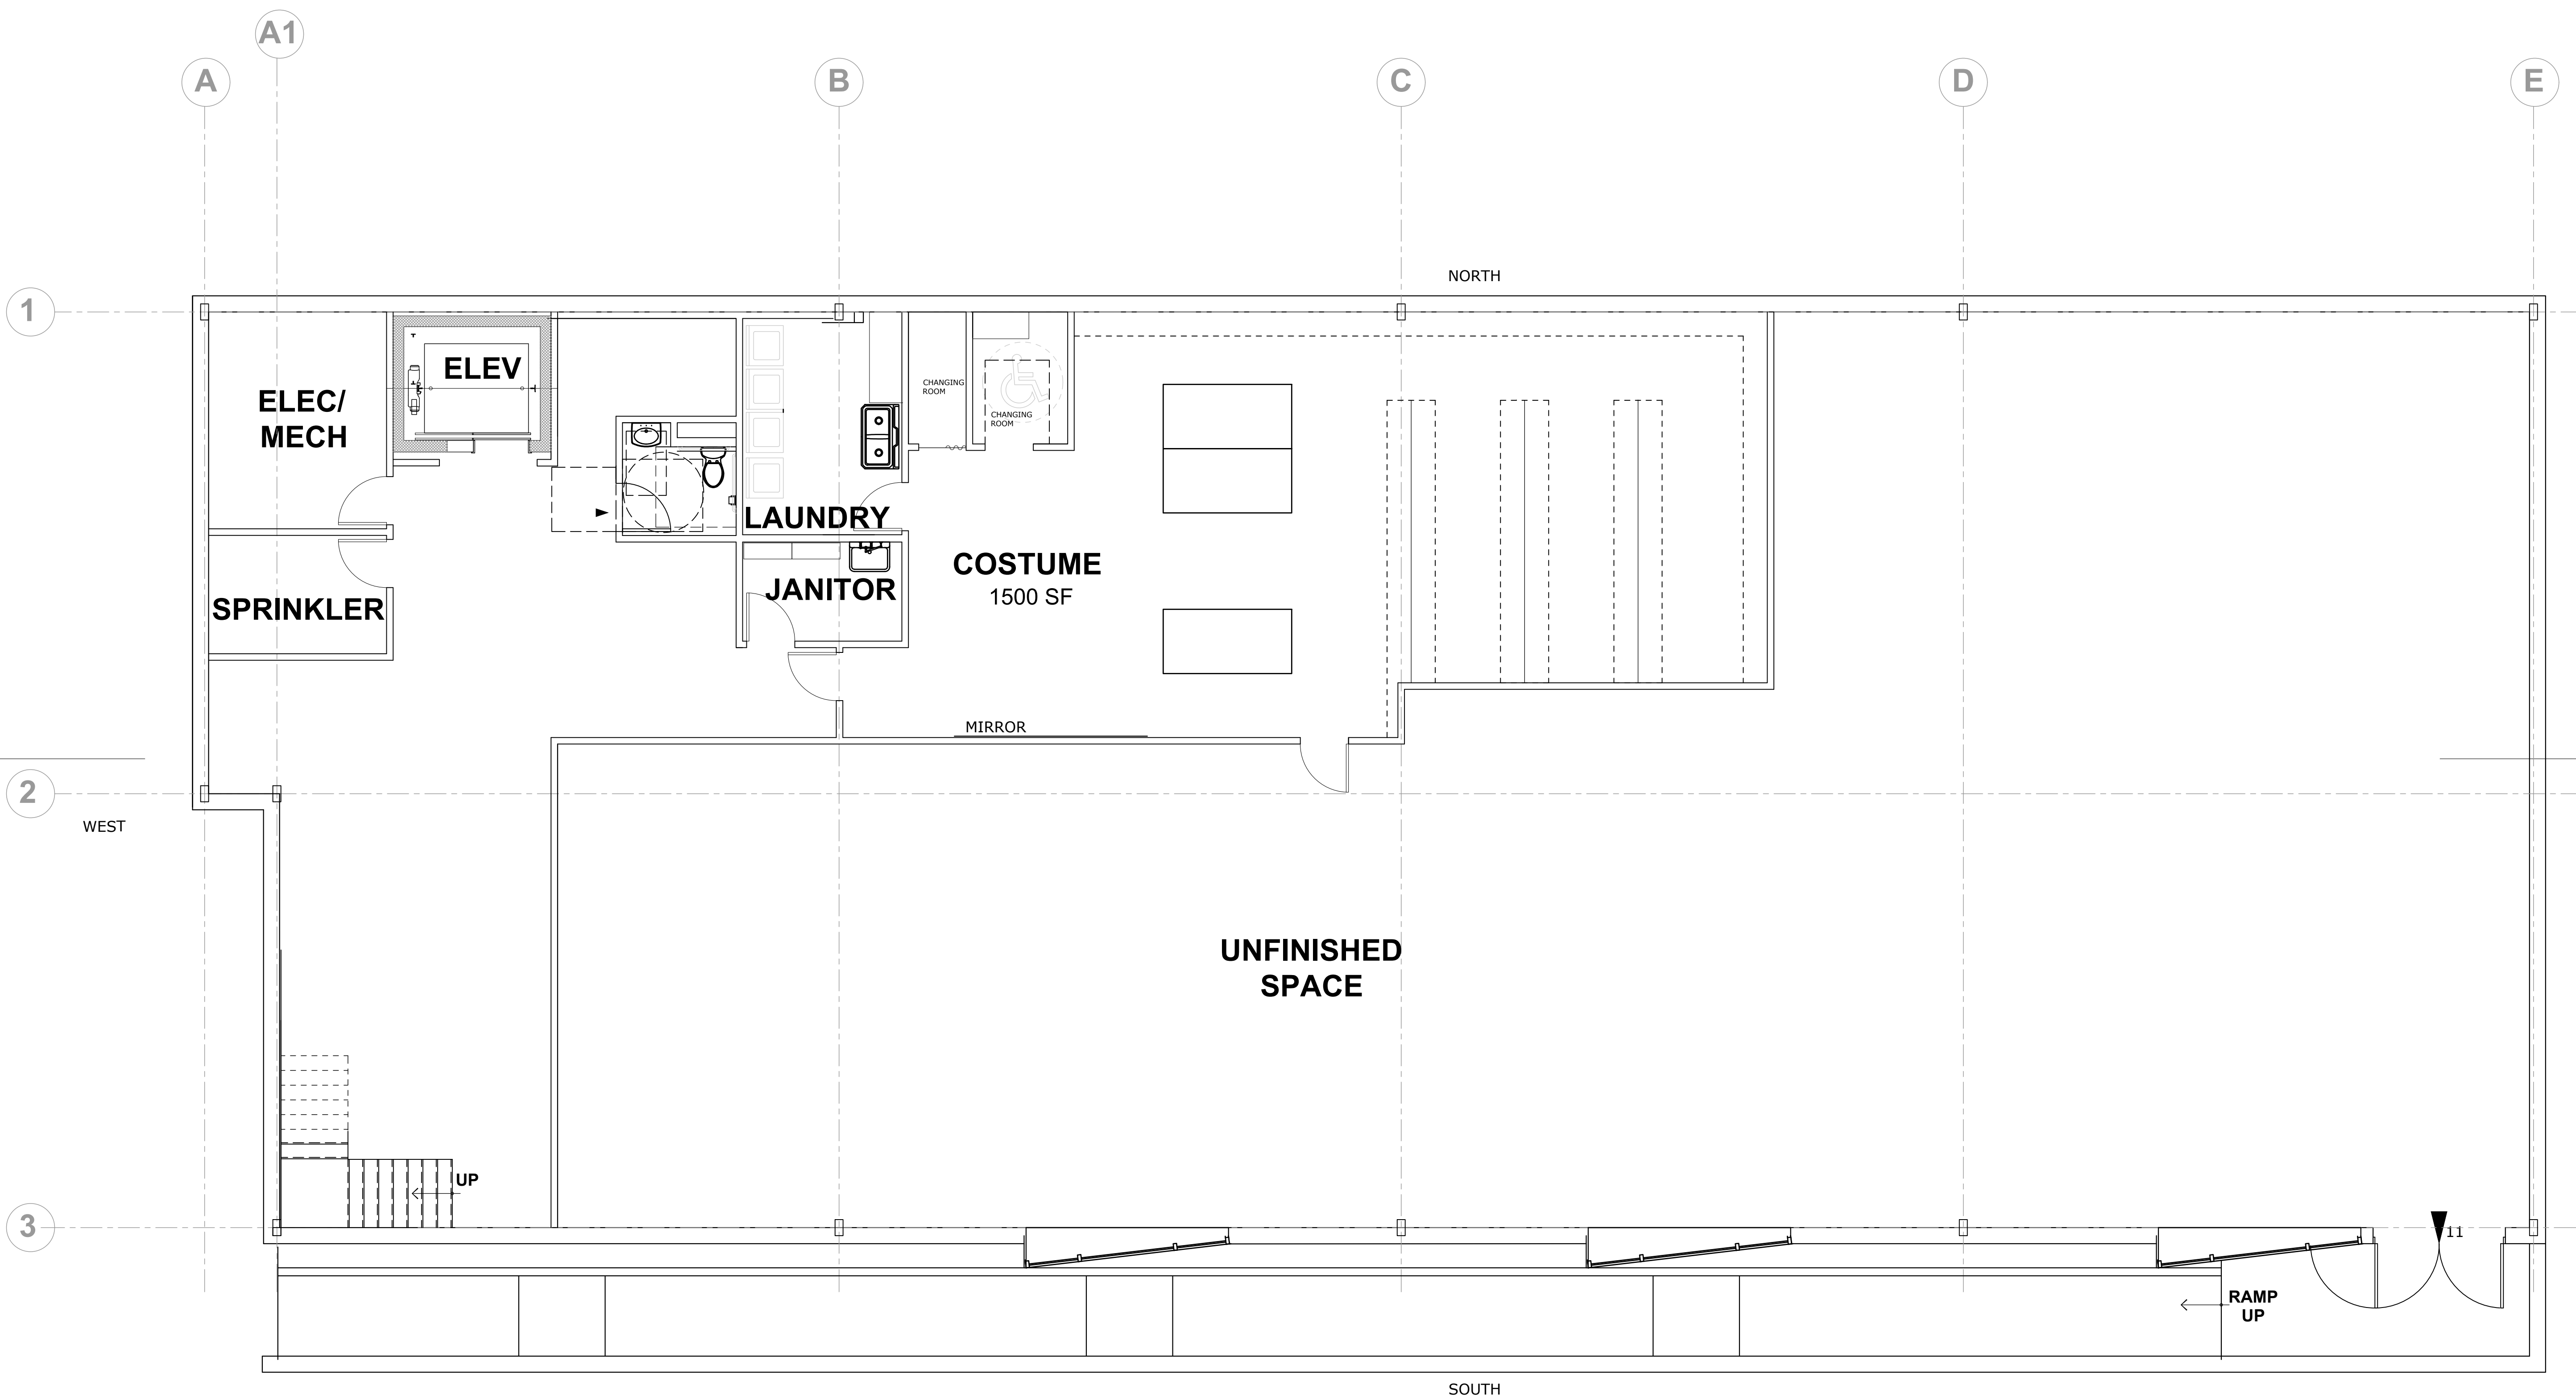 A1
A
B
C
D
E
NORTH
1
ELEV
ELEC/
MECH
CHANGING
ROOM
CHANGING
ROOM
LAUNDRY
COSTUME
1500 SF
JANITOR
SPRINKLER
MIRROR
2
WEST
UNFINISHED
SPACE
UP
3
11
RAMP
UP
SOUTH